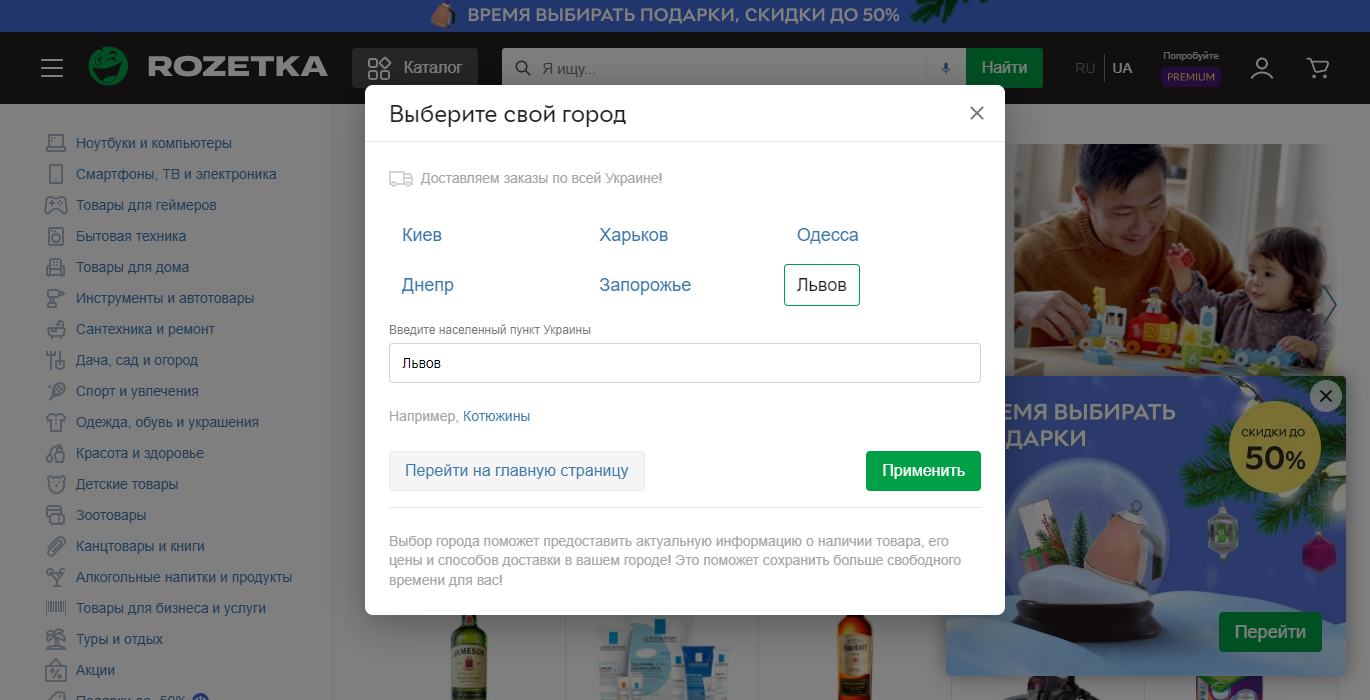 ВРЕМЯ ВЫБИРАТЬ ПОДАРКИ, СКИДКИ ДО 50%
ROZETKA
Каталог
Я ищу...
Найти
RU UA
Попробуйте
PREMIUM
Выберите свой город
Доставляем заказы по всей Украине!
Киев Харьков Одесса
Днепр Запорожье Львов
Введите населенный пункт Украины
Львов
Например, Котюжины
Перейти на главную страницу
Применить
Выбор города поможет предоставить актуальную информацию о наличии товара, его
цены и способов доставки в вашем городе! Это поможет сохранить больше свободного
времени для вас!
Ноутбуки и компьютеры
Смартфоны, ТВ и электроника
Товары для геймеров
Бытовая техника
Товары для дома
Инструменты и автотовары
Сантехника и ремонт
Дача, сад и огород
Спорт и увлечения
Одежда, обувь и украшения
Красота и здоровье
Детские товары
Зоотовары
Канцтовары и книги
Алкогольные напитки и продукты
Товары для бизнеса и услуги
Туры и отдых
Акции
Подарки до -50%
ЕМЯ ВЫБИРАТЬ
ДАРКИ
СКИДКИ ДО
50%
Перейти
JAMESON